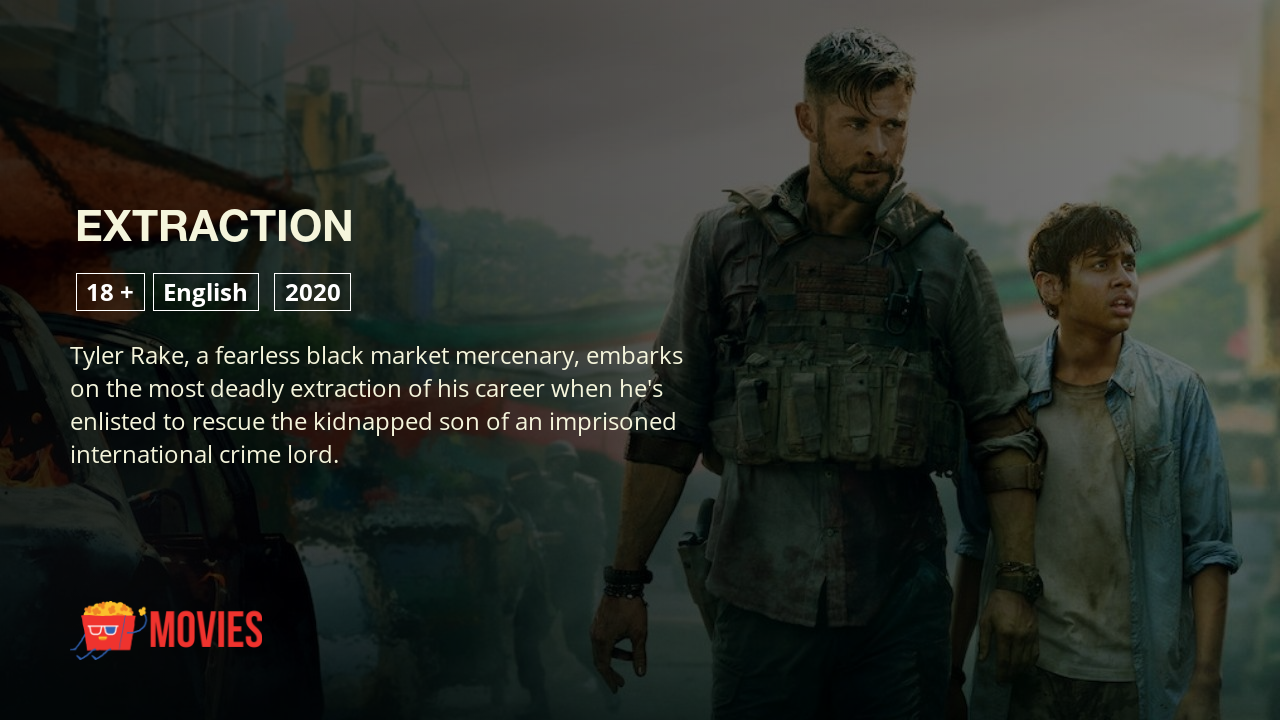 EXTRACTION
18 + English 2020
Tyler Rake, a fearless black market mercenary, embarks
on the most deadly extraction of his career when he's
enlisted to rescue the kidnapped son of an imprisoned
international crime lord.
MOVIES